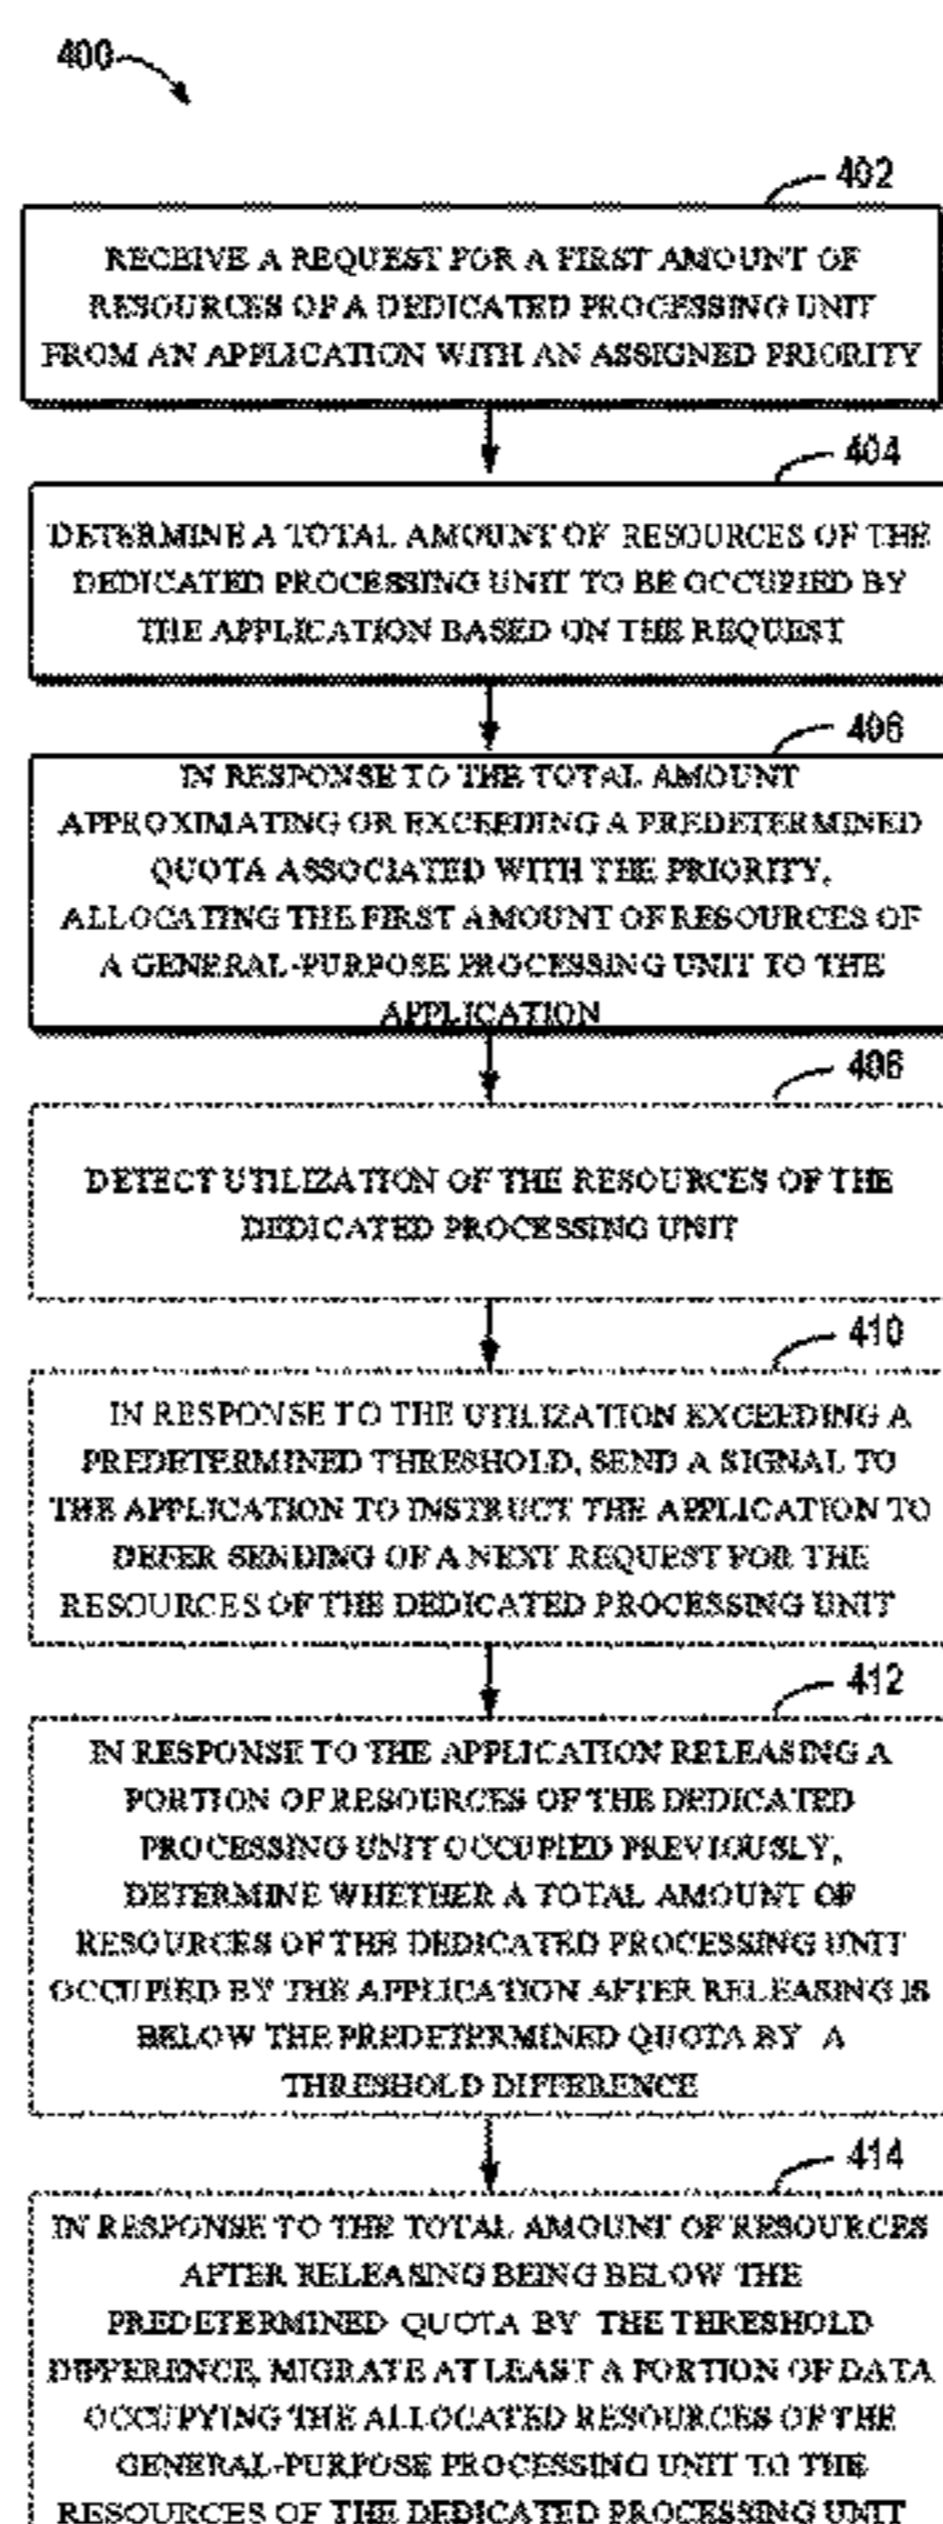 400
402
RECEIVE A REQUEST FOR A FIRST AMOUNT OF
RESOURCES OF A DEDICATED PROCESSING UNIT
FROM AN APPLICATION WITH AN ASSIGNED PRIORITY
404
DETERMINE A TOTAL AMOUNT OF RESOURCES OF THE
DEDICATED PROCESSING UNIT TO BE OCCUPIED BY
THE APPLICATION BASED ON THE REQUEST
406
IN RESPONSE TO THE TOTAL AMOUNT
APPROXIMATING OR EXCEEDING A PREDETERMINED
QUOTA ASSOCIATED WITH THE PRIORITY,
ALLOCATING THE FIRST AMOUNT OF RESOURCES OF
A GENERAL-PURPOSE PROCESSING UNIT TO THE
APPLICATION
408
DETECT UTILIZATION OF THE RESOURCES OF THE
DEDICATED PROCESSING UNIT
410
IN RESPONSE TO THE UTILIZATION EXCEEDING A
PREDETERMINED THRESHOLD, SEND A SIGNAL TO
THE APPLICATION TO INSTRUCT THE APPLICATION TO
DEFER SENDING OF A NEXT REQUEST FOR THE
RESOURCES OF THE DEDICATED PROCESSING UNIT
412
IN RESPONSE TO THE APPLICATION RELEASING A
PORTION OF RESOURCES OF THE DEDICATED
PROCESSING UNIT OCCUPIED PREVIOUSLY,
DETERMINE WHETHER A TOTAL AMOUNT OF
RESOURCES OF THE DEDICATED PROCESSING UNIT
OCCUPIED BY THE APPLICATION AFTER RELEASING IS
BELOW THE PREDETERMINED QUOTA BY A
THRESHOLD DIFFERENCE
414
IN RESPONSE TO THE TOTAL AMOUNT OF RESOURCES
AFTER RELEASING BEING BELOW THE
PREDETERMINED QUOTA BY THE THRESHOLD
DIFFERENCE, MIGRATE AT LEAST A PORTION OF DATA
OCCUPYING THE ALLOCATED RESOURCES OF THE
GENERAL-PURPOSE PROCESSING UNIT TO THE
RESOURCES OF THE DEDICATED PROCESSING UNIT